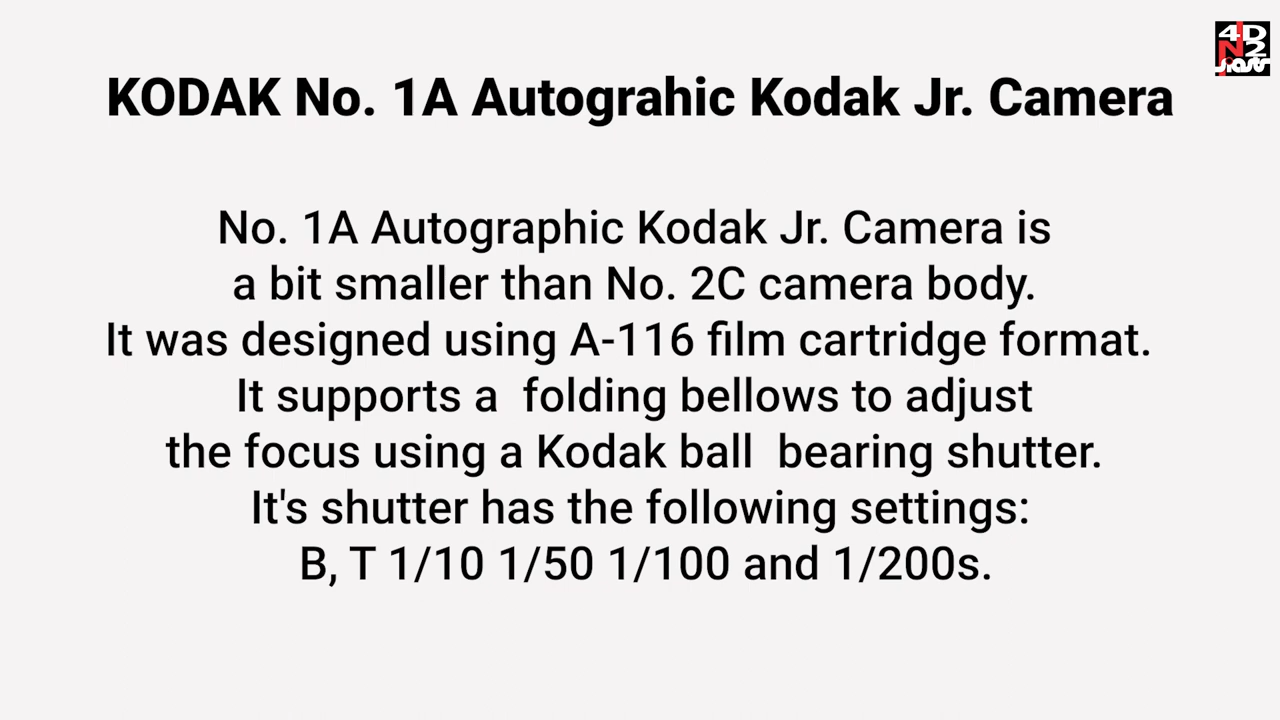 4D
N2
KODAK No. 1A Autograhic Kodak Jr. Camera
No. 1A Autographic Kodak Jr. Camera is
a bit smaller than No. 2C camera body.
It was designed using A-116 film cartridge format.
It supports a  folding bellows to adjust
the focus using a Kodak ball  bearing shutter.
It's shutter has the following settings:
B, T 1/10 1/50 1/100 and 1/200s.